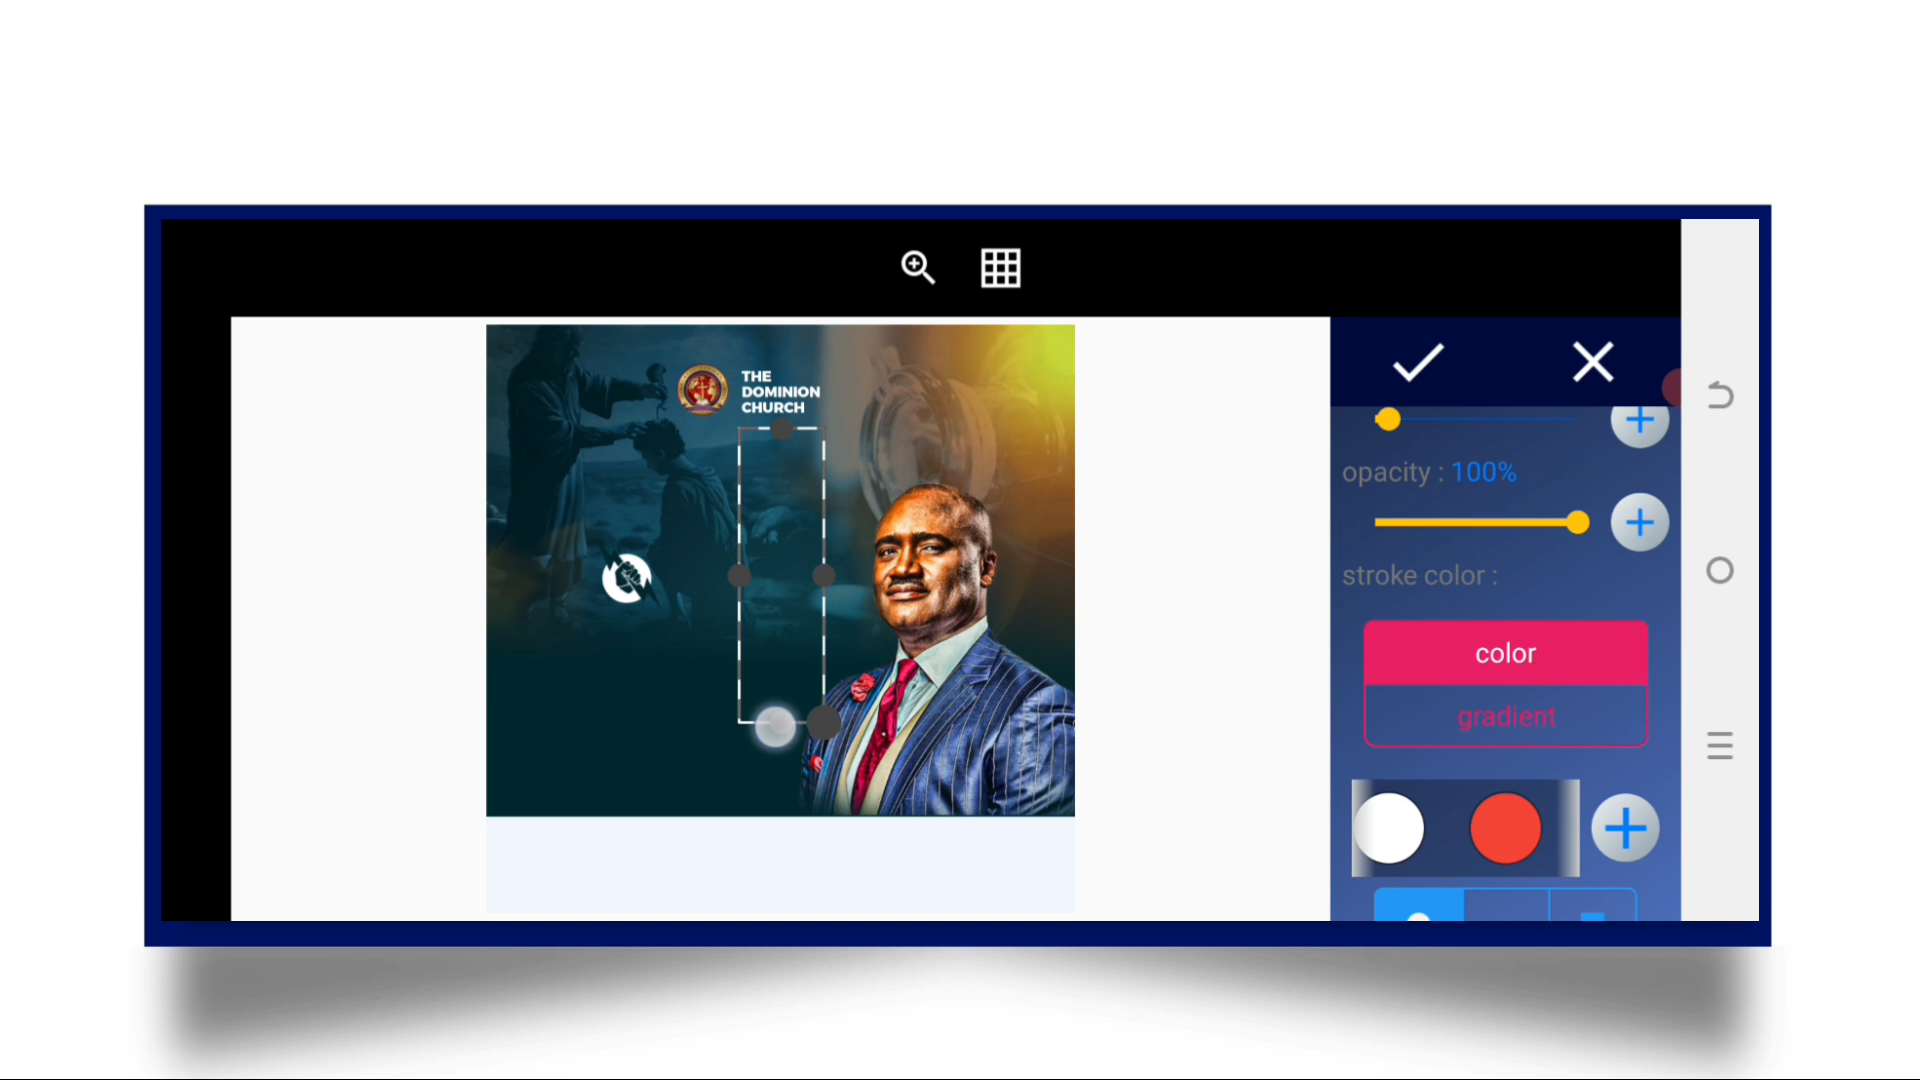 THE
DOMINION
CHURCH
opacity : 100%
stroke color :
color
gradient